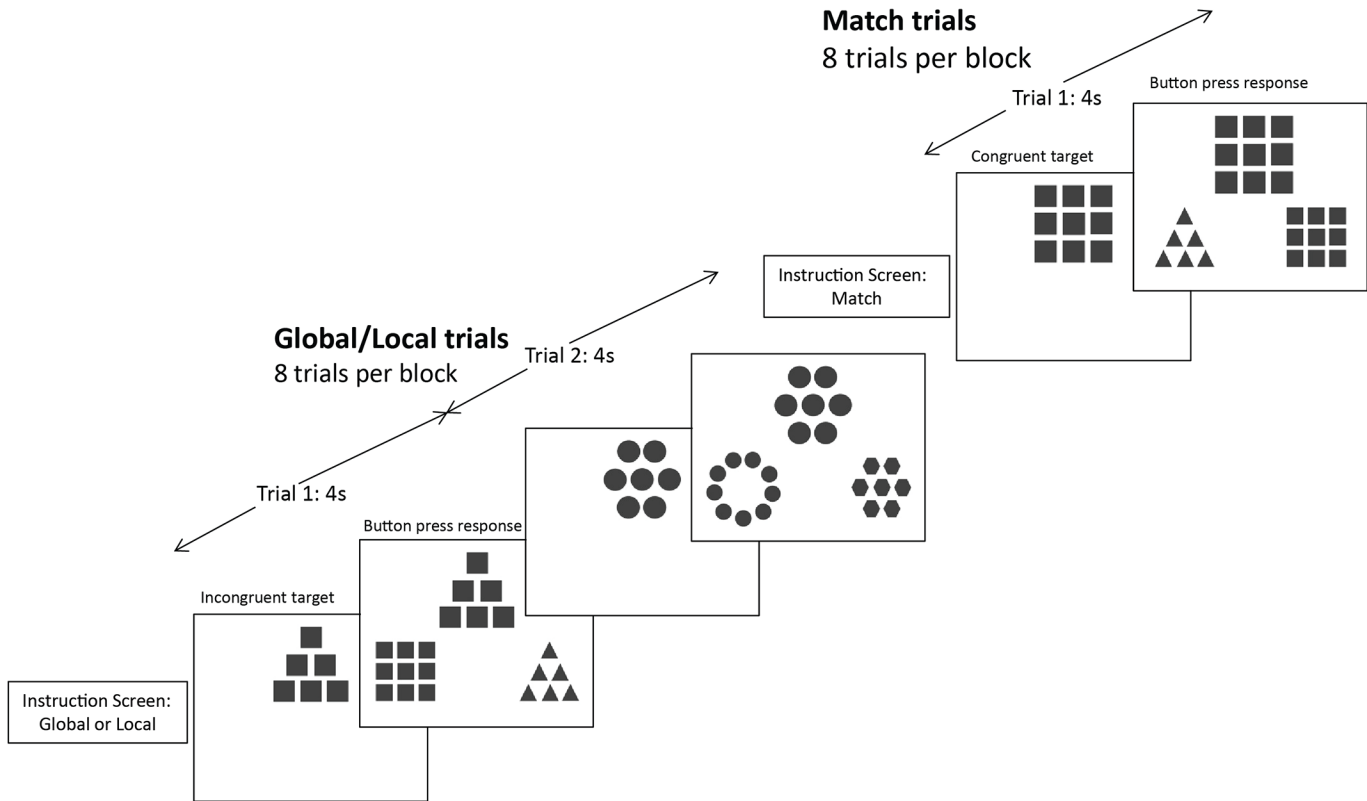 Match trials
8 trials per block
Trial 1: 4s
Button press response
Congruent target
Instruction Screen:
Match
Global/Local trials
8 trials per block
Trial 2: 4s
Trial 1: 4s
Button press response
Incongruent target
Instruction Screen:
Global or Local